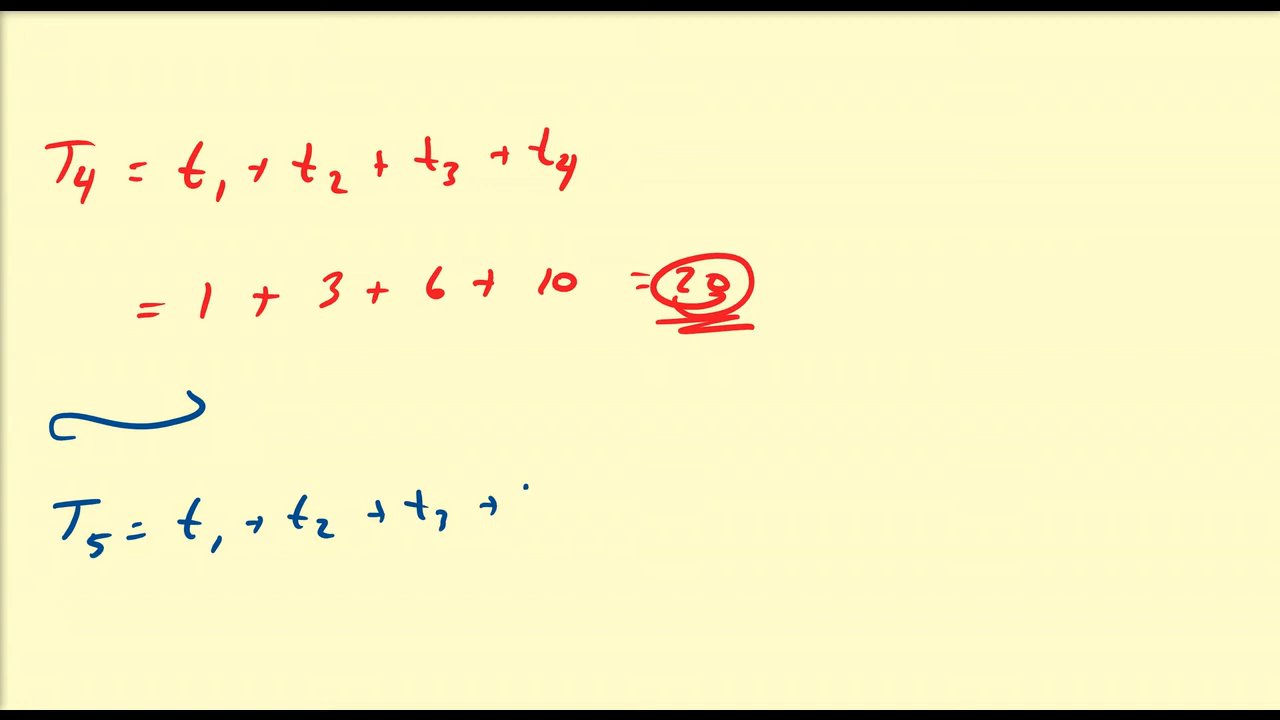 T₄ = t₁ + t₂ + t₃ + t₄
= 1 + 3 + 6 + 10 = 20
T₅ = t₁ + t₂ + t₃ +